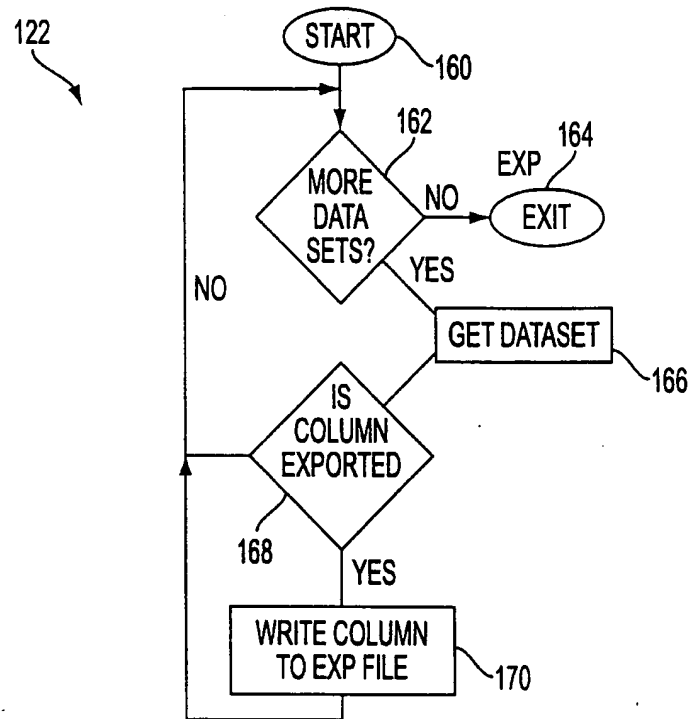 122
START
160
162
MORE
DATA
SETS?
NO
EXP
164
EXIT
YES
NO
GET DATASET
166
IS
COLUMN
EXPORTED
168
YES
WRITE COLUMN
TO EXP FILE
170